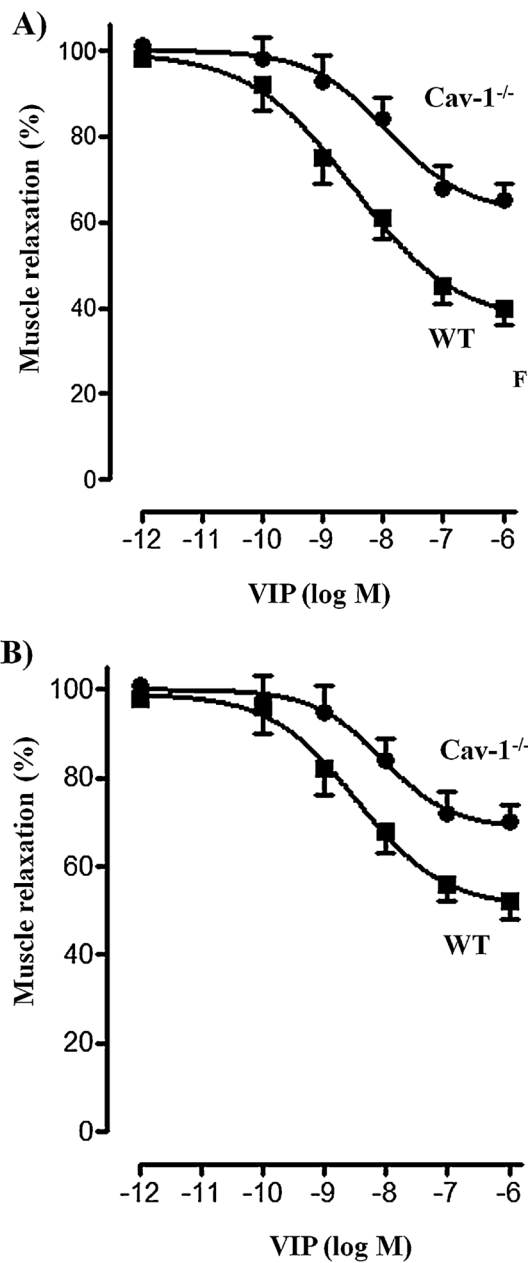 A)
100
80
60
40
20
0
Muscle relaxation (%)
Cav-1-/-
WT
F
-12 -11 -10 -9 -8 -7 -6
VIP (log M)
B)
100
80
60
40
20
0
Muscle relaxation (%)
Cav-1-/-
WT
-12 -11 -10 -9 -8 -7 -6
VIP (log M)